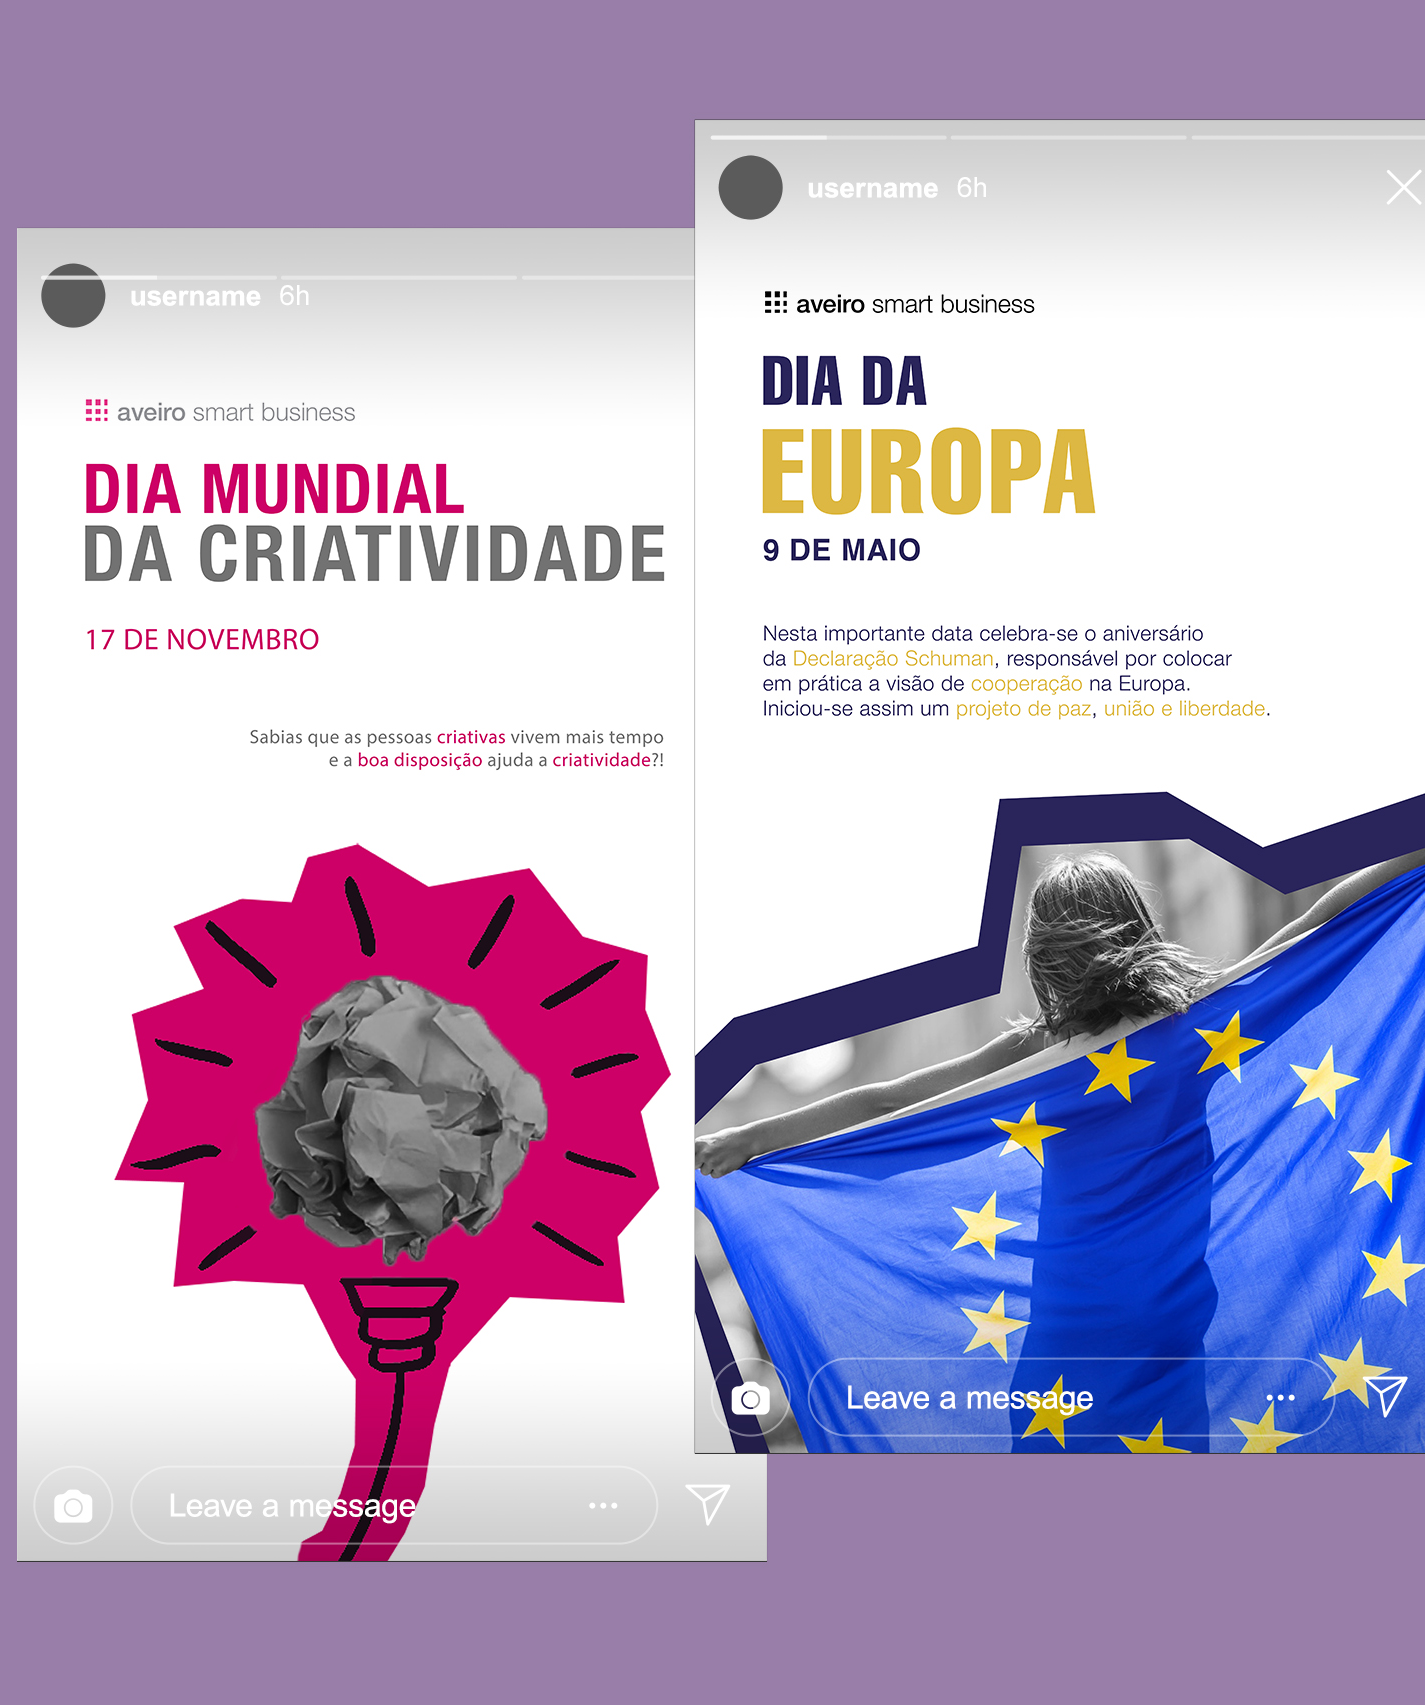 username 6h
aveiro smart business
DIA MUNDIAL
DA CRIATIVIDADE
17 DE NOVEMBRO
Sabias que as pessoas criativas vivem mais tempo
e a boa disposição ajuda a criatividade?!
Leave a message
username 6h
aveiro smart business
DIA DA
EUROPA
9 DE MAIO
Nesta importante data celebra-se o aniversário
da Declaração Schuman, responsável por colocar
em prática a visão de cooperação na Europa.
Iniciou-se assim um projeto de paz, união e liberdade.
Leave a message